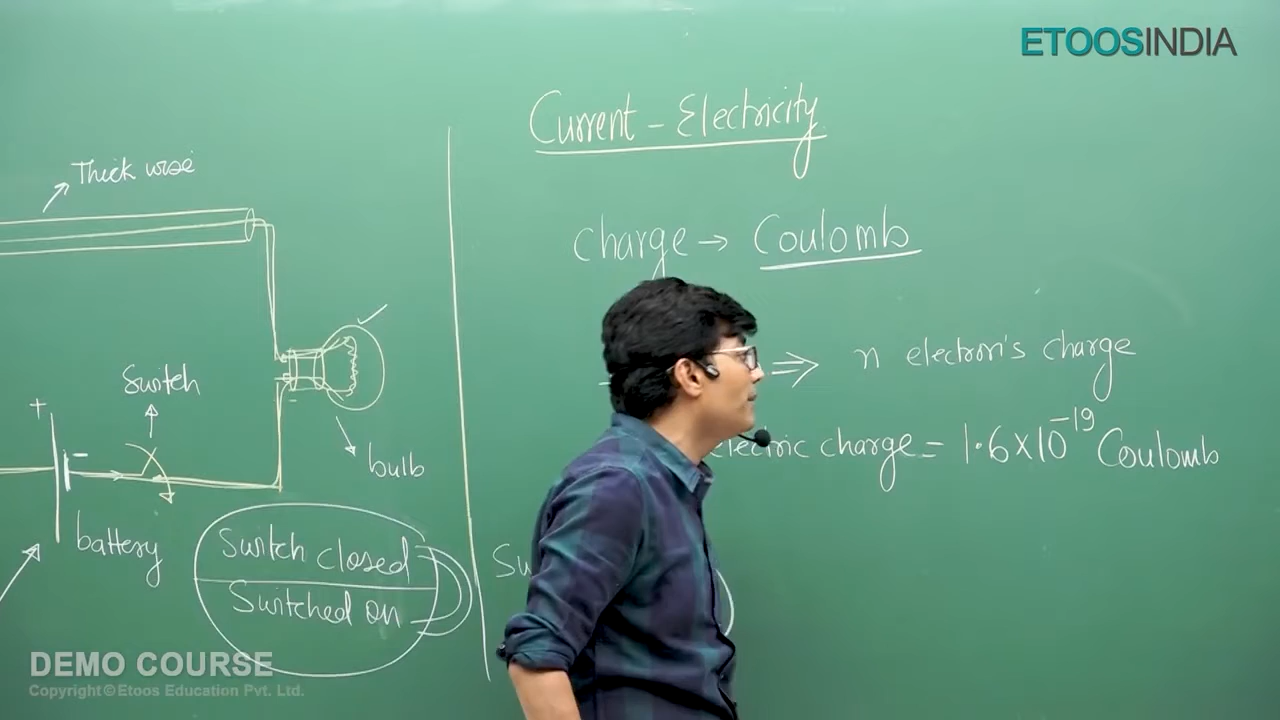 ETOOSINDIA
Current - Electricity
Thick wire
charge → Coulomb
⇒ n electron's charge
Switch
+
-
electric charge = 1.6×10⁻¹⁹ Coulomb
bulb
battery
Switch closed
Switched on
DEMO COURSE
Copyright © Etoos Education Pvt. Ltd.